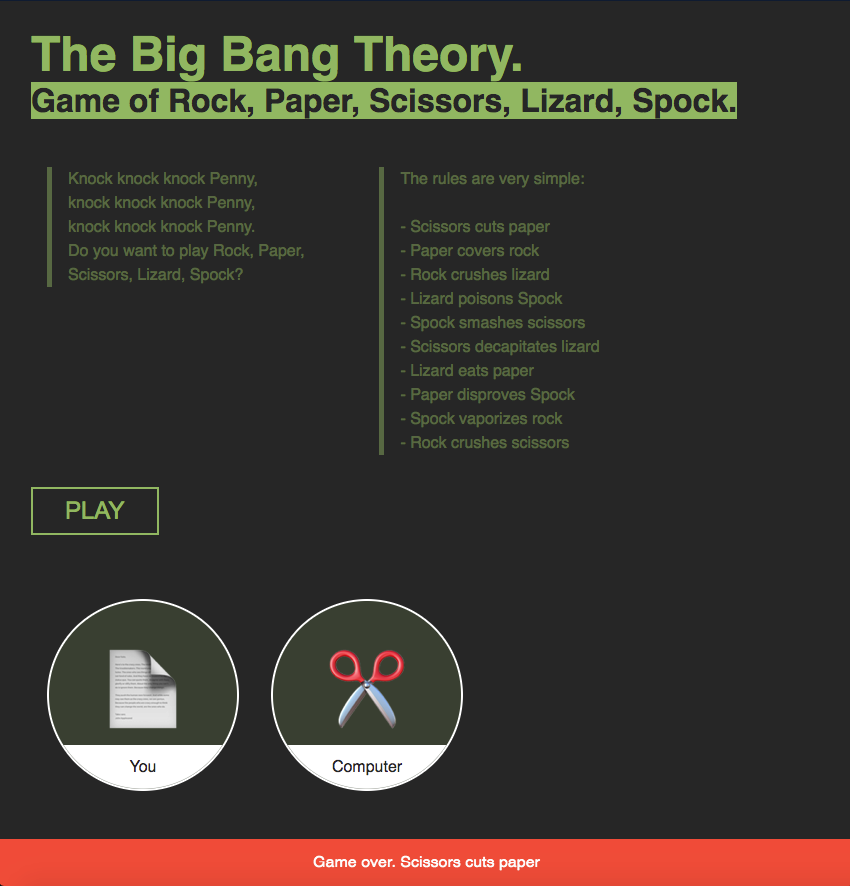 The Big Bang Theory.
Game of Rock, Paper, Scissors, Lizard, Spock.
Knock knock knock Penny,
knock knock knock Penny,
knock knock knock Penny.
Do you want to play Rock, Paper,
Scissors, Lizard, Spock?
The rules are very simple:
- Scissors cuts paper
- Paper covers rock
- Rock crushes lizard
- Lizard poisons Spock
- Spock smashes scissors
- Scissors decapitates lizard
- Lizard eats paper
- Paper disproves Spock
- Spock vaporizes rock
- Rock crushes scissors
PLAY
You
Computer
Game over. Scissors cuts paper